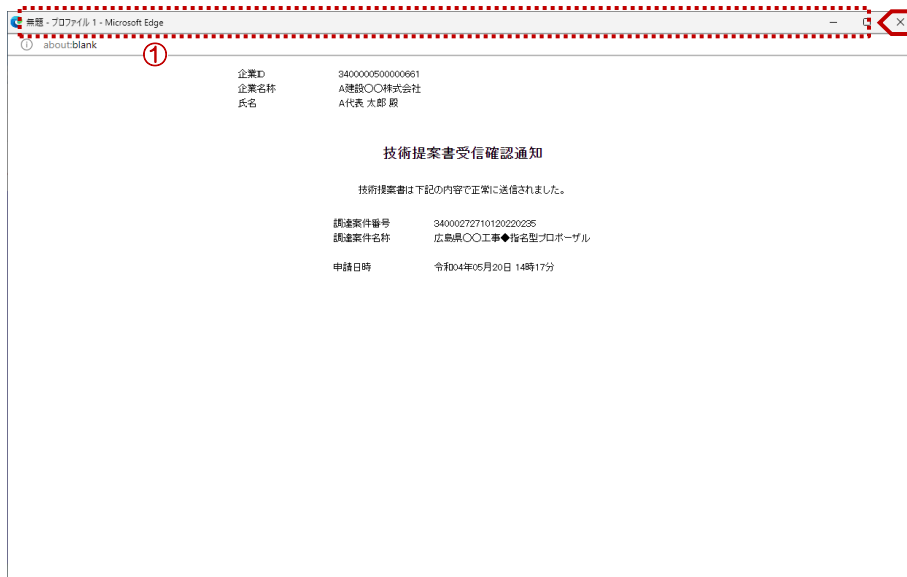 無題 - プロファイル 1 - Microsoft Edge
about:blank
①
企業ID 3400000500000661
企業名称 A建設〇〇株式会社
氏名 A代表 太郎 殿
技術提案書受信確認通知
技術提案書は下記の内容で正常に送信されました。
調達案件番号 34000272710120220235
調達案件名称 広島県〇〇工事◆指名型プロポーザル
申請日時 令和04年05月20日 14時17分